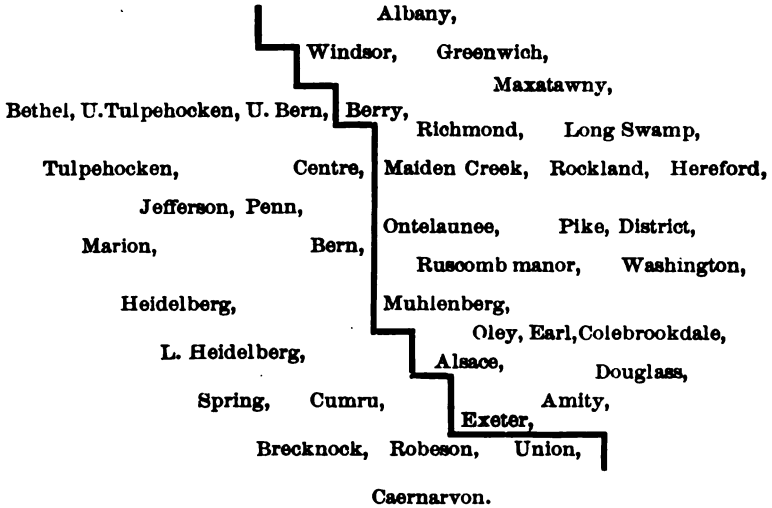 Albany,
Windsor, Greenwich,
Maxatawny,
Bethel, U.Tulpehocken, U. Bern, Berry,
Richmond, Long Swamp,
Tulpehocken, Centre, Maiden Creek, Rockland, Hereford,
Jefferson, Penn,
Ontelaunee, Pike, District,
Marion, Bern,
Ruscomb manor, Washington,
Heidelberg, Muhlenberg,
Oley, Earl, Colebrookdale,
L. Heidelberg,
Alsace,
Douglass,
Spring, Cumru, Amity,
Exeter,
Brecknock, Robeson, Union,
Caernarvon.